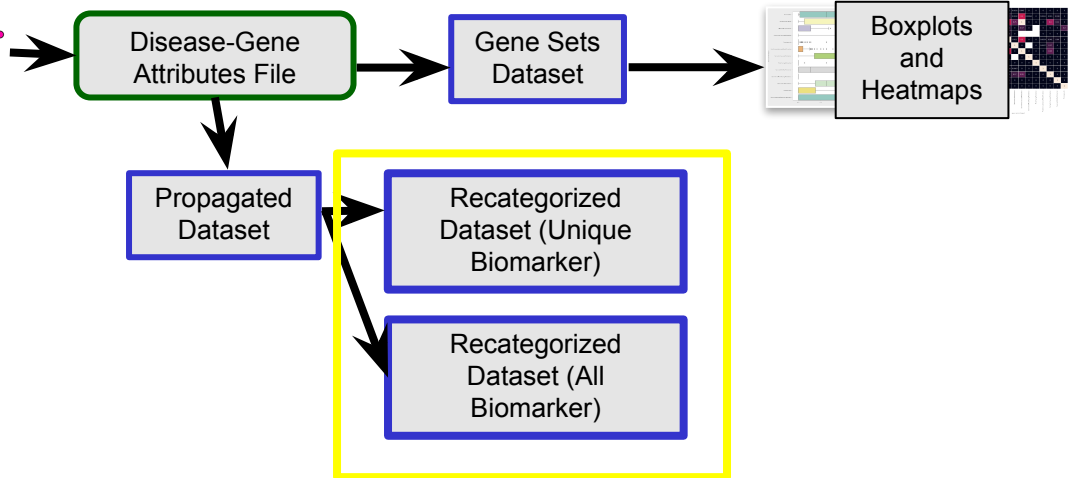 Disease-Gene
Attributes File
Gene Sets
Dataset
Boxplots
and
Heatmaps
Propagated
Dataset
Recategorized
Dataset (Unique
Biomarker)
Recategorized
Dataset (All
Biomarker)